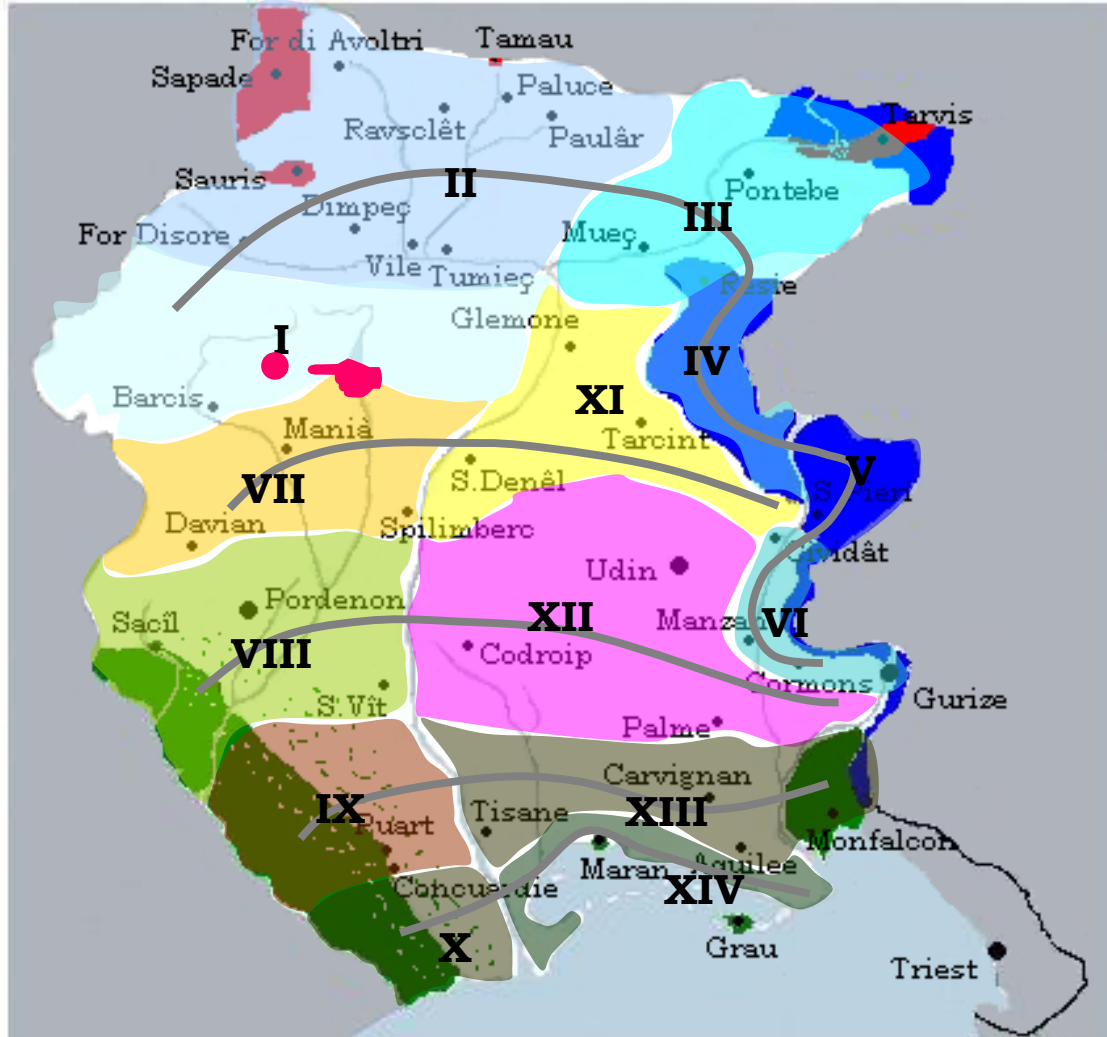 For di Avoltri
Tamau
Sapade
Paluce
Tarvis
Ravsclêt
Paulâr
Sauris
II
Pontebe
Dimpeç
III
For Disore
Mueç
Vile
Tumieç
Resie
Glemone
I
IV
Barcis
XI
Manià
Tarcint
S.Denêl
V
VII
S. Pieri
Davian
Spilimberc
Cividât
Udin
Pordenon
Sacîl
XII
Manzan
VI
VIII
Codroip
Cormons
S.Vît
Gurize
Palme
Carvignan
IX
Tisane
XIII
Puart
Monfalcon
Maran
Aquilee
Concuardie
XIV
X
Grau
Triest